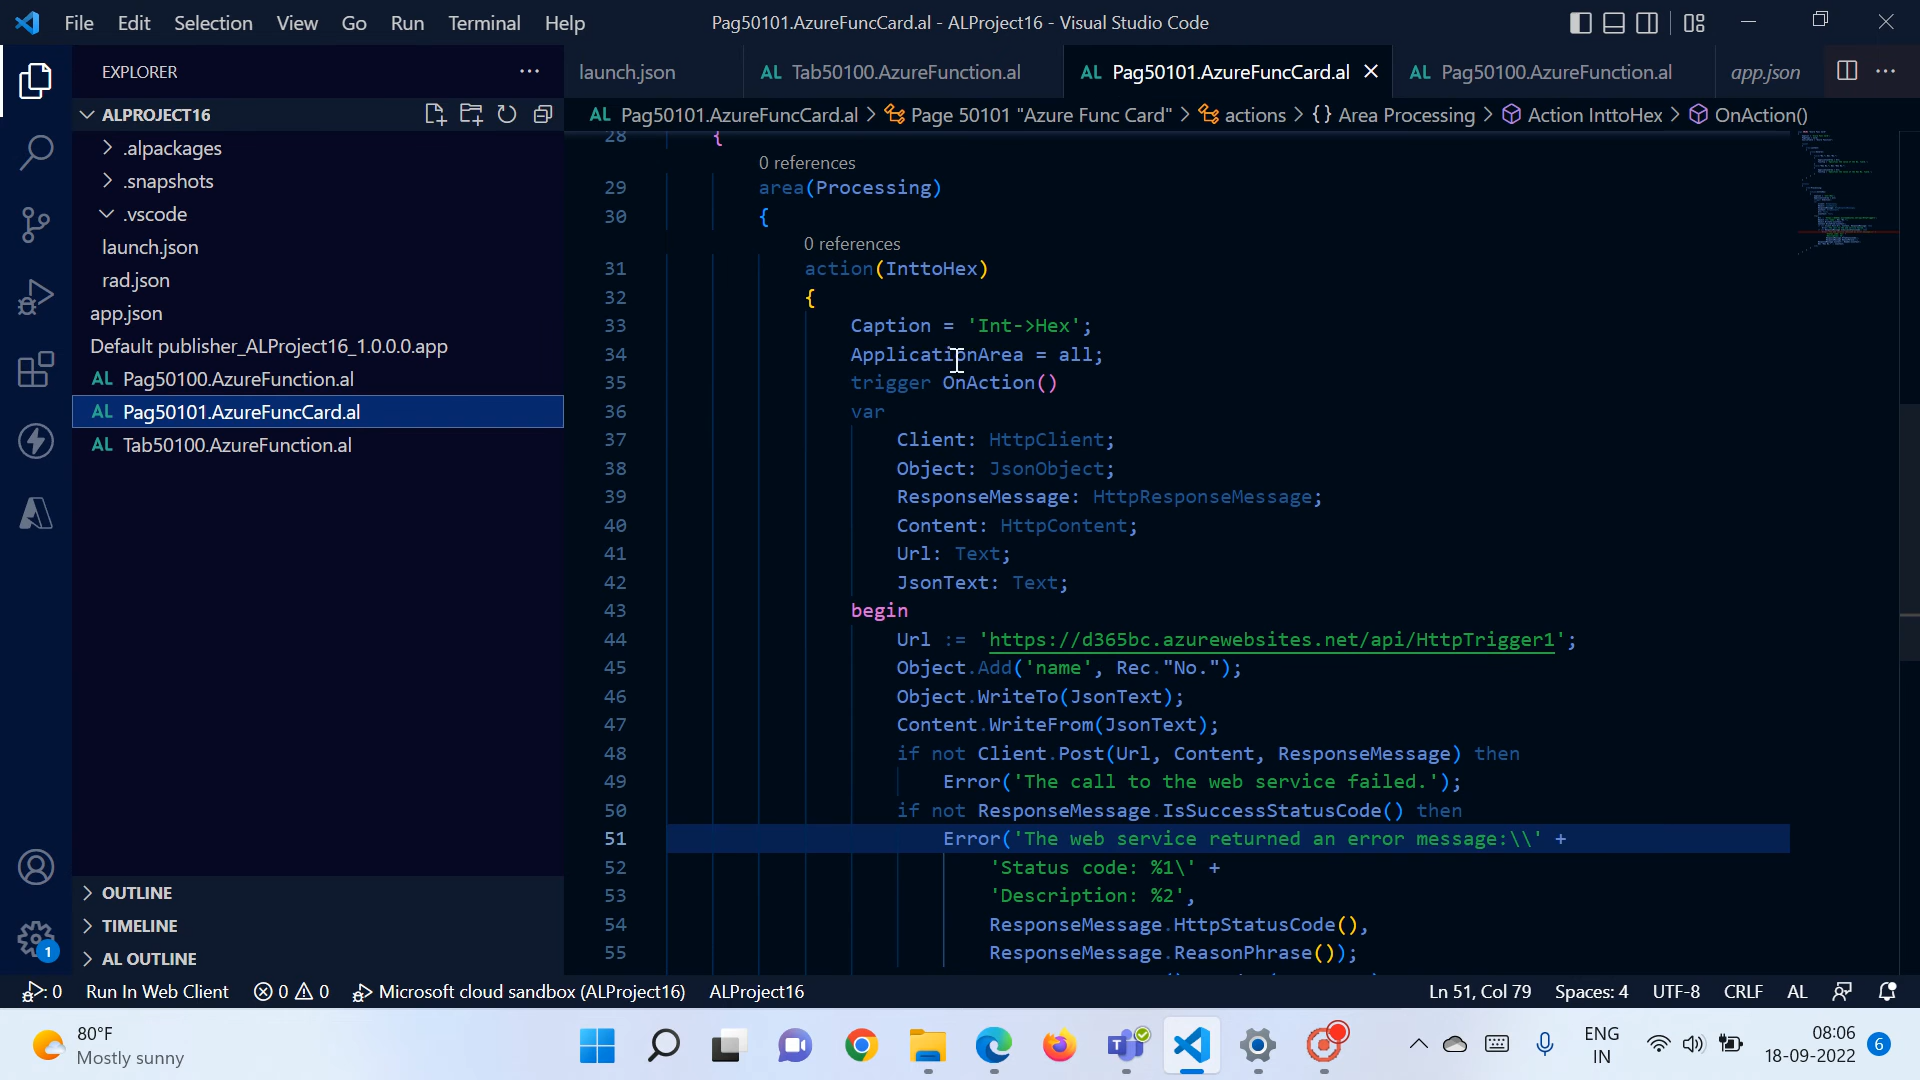 File Edit Selection View Go Run Terminal Help
Pag50101.AzureFuncCard.al - ALProject16 - Visual Studio Code
EXPLORER
ALPROJECT16
.alpackages
.snapshots
.vscode
launch.json
rad.json
app.json
Default publisher_ALProject16_1.0.0.0.app
AL Pag50100.AzureFunction.al
AL Pag50101.AzureFuncCard.al
AL Tab50100.AzureFunction.al
OUTLINE
TIMELINE
AL OUTLINE
1
launch.json AL Tab50100.AzureFunction.al AL Pag50101.AzureFuncCard.al AL Pag50100.AzureFunction.al app.json
AL Pag50101.AzureFuncCard.al > Page 50101 "Azure Func Card" > actions > {} Area Processing > Action InttoHex > OnAction()
28 {
0 references
29 area(Processing)
30 {
0 references
31 action(InttoHex)
32 {
33 Caption = 'Int->Hex';
34 ApplicationArea = all;
35 trigger OnAction()
36 var
37 Client: HttpClient;
38 Object: JsonObject;
39 ResponseMessage: HttpResponseMessage;
40 Content: HttpContent;
41 Url: Text;
42 JsonText: Text;
43 begin
44 Url := 'https://d365bc.azurewebsites.net/api/HttpTrigger1';
45 Object.Add('name', Rec."No.");
46 Object.WriteTo(JsonText);
47 Content.WriteFrom(JsonText);
48 if not Client.Post(Url, Content, ResponseMessage) then
49 Error('The call to the web service failed.');
50 if not ResponseMessage.IsSuccessStatusCode() then
51 Error('The web service returned an error message:\\' +
52 'Status code: %1\' +
53 'Description: %2',
54 ResponseMessage.HttpStatusCode(),
55 ResponseMessage.ReasonPhrase());
: 0 Run In Web Client 0 0 Microsoft cloud sandbox (ALProject16) ALProject16 Ln 51, Col 79 Spaces: 4 UTF-8 CRLF AL
80°F
Mostly sunny
ENG
IN
08:06
18-09-2022
6